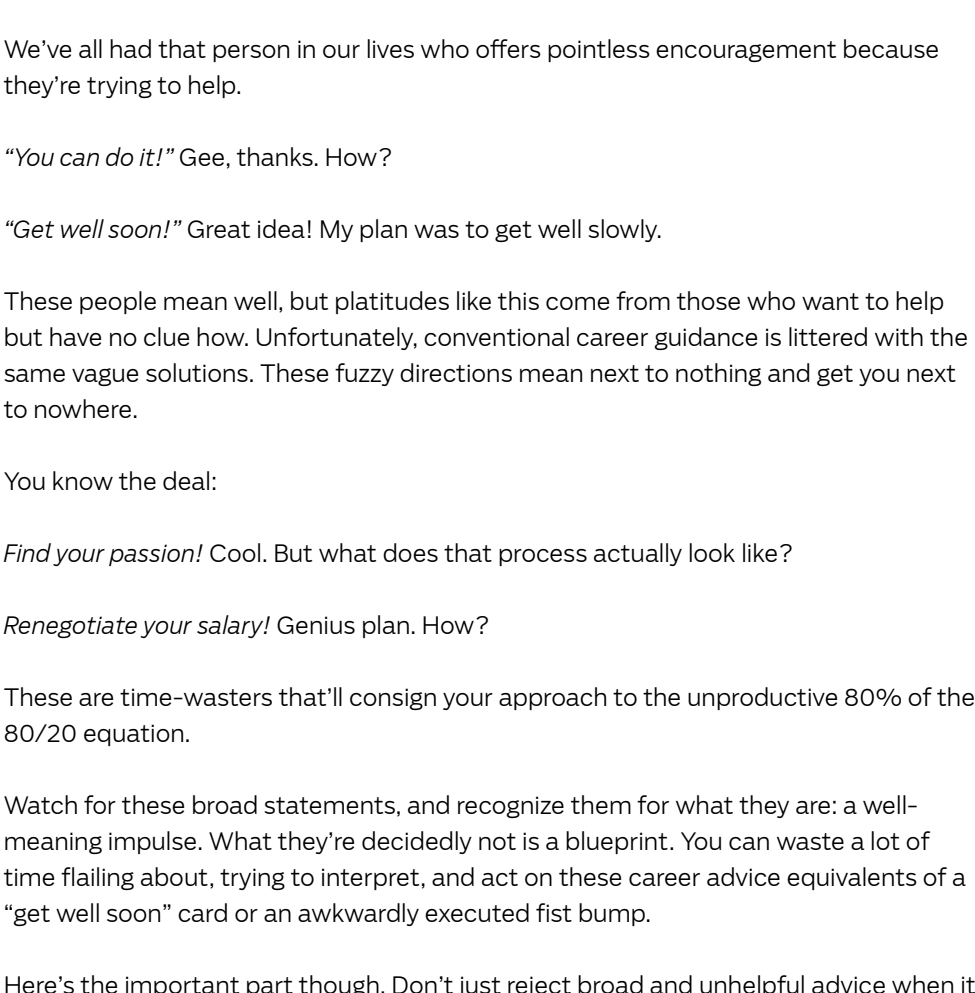 We’ve all had that person in our lives who offers pointless encouragement because
they’re trying to help.
“You can do it!” Gee, thanks. How?
“Get well soon!” Great idea! My plan was to get well slowly.
These people mean well, but platitudes like this come from those who want to help
but have no clue how. Unfortunately, conventional career guidance is littered with the
same vague solutions. These fuzzy directions mean next to nothing and get you next
to nowhere.
You know the deal:
Find your passion! Cool. But what does that process actually look like?
Renegotiate your salary! Genius plan. How?
These are time-wasters that’ll consign your approach to the unproductive 80% of the
80/20 equation.
Watch for these broad statements, and recognize them for what they are: a well-
meaning impulse. What they’re decidedly not is a blueprint. You can waste a lot of
time flailing about, trying to interpret, and act on these career advice equivalents of a
“get well soon” card or an awkwardly executed fist bump.
Here’s the important part though. Don’t just reject broad and unhelpful advice when it